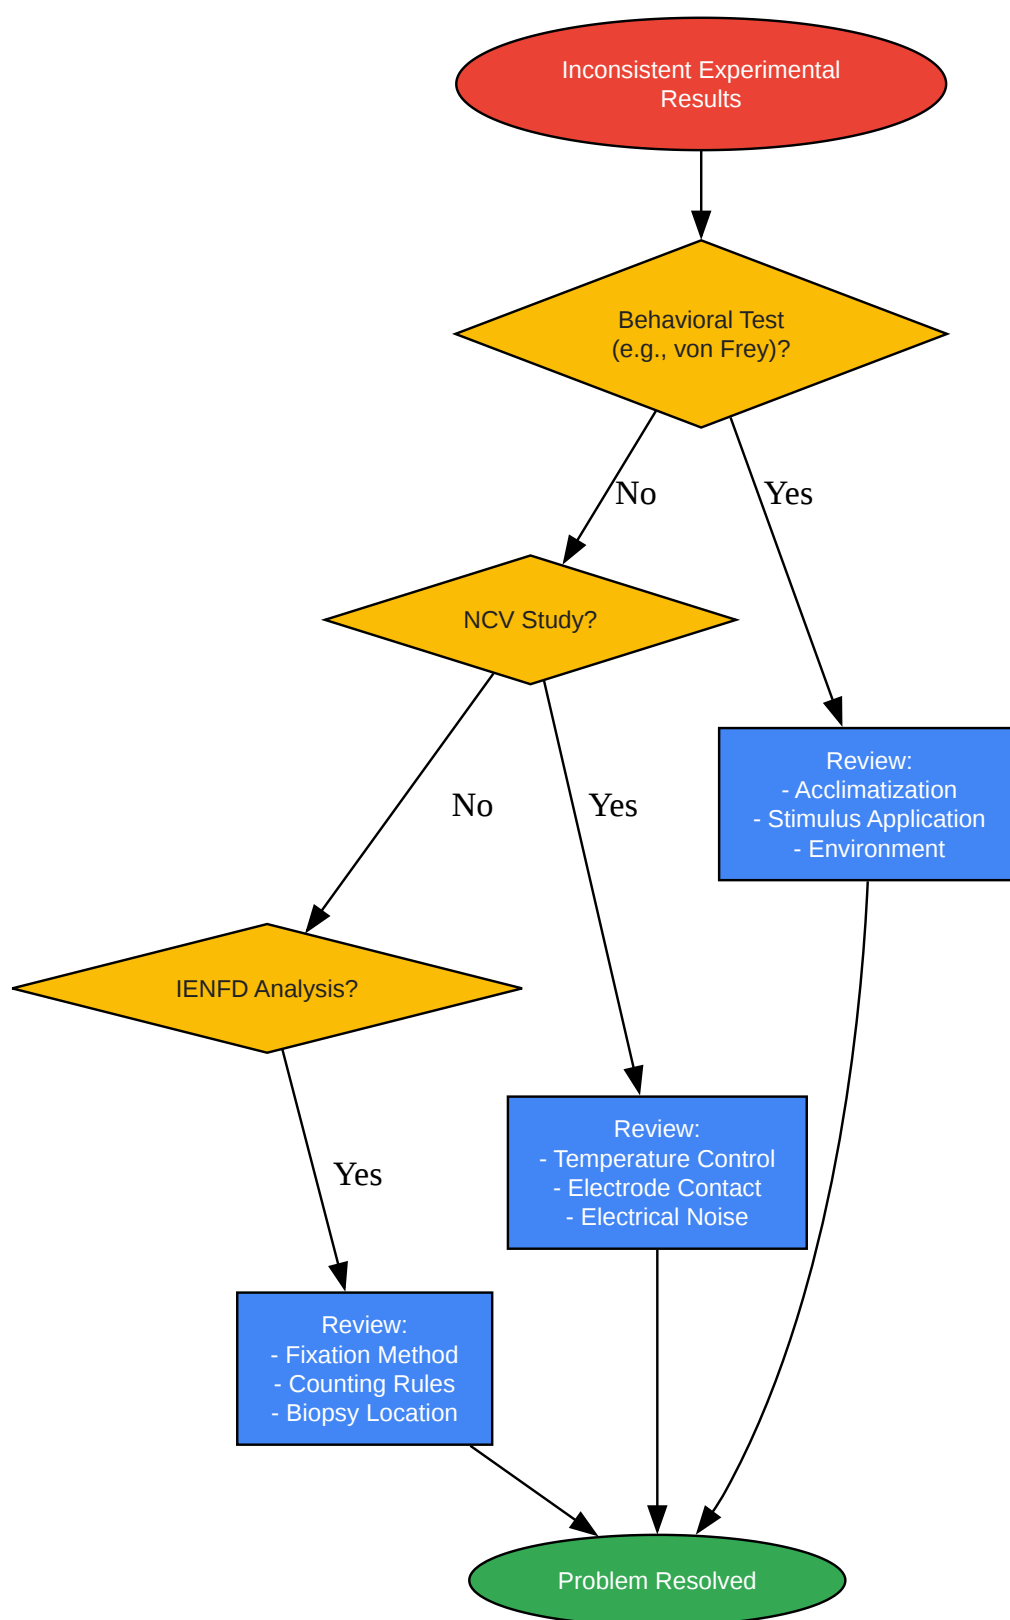 Inconsistent Experimental
Results
Behavioral Test
(e.g., von Frey)?
No
Yes
NCV Study?
Review:
- Acclimatization
- Stimulus Application
- Environment
No
Yes
IENFD Analysis?
Review:
- Temperature Control
- Electrode Contact
- Electrical Noise
Yes
Review:
- Fixation Method
- Counting Rules
- Biopsy Location
Problem Resolved